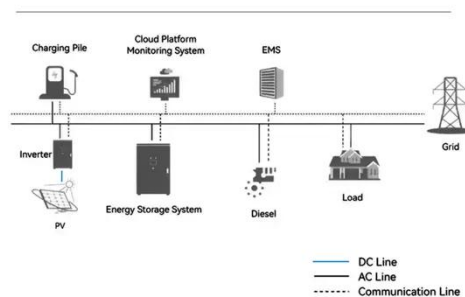 Charging Pile
Cloud Platform
Monitoring System
EMS
Grid
Inverter
PV
Energy Storage System
Diesel
Load
DC Line
AC Line
Communication Line